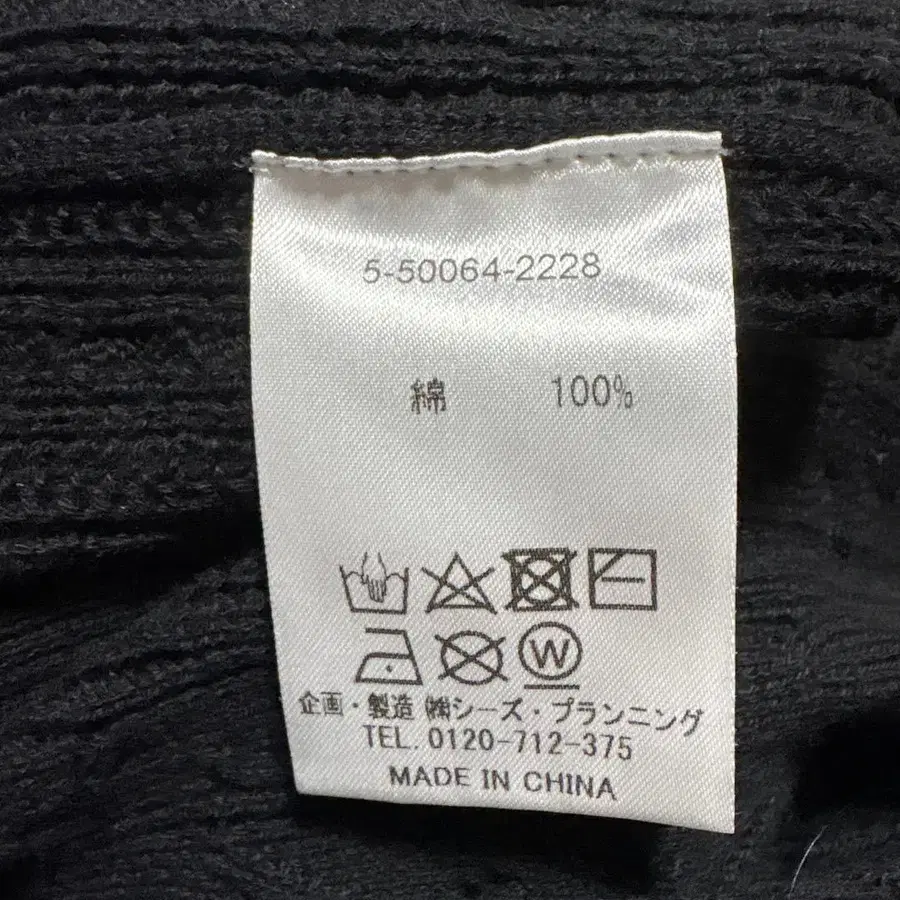 5-50064-2228
綿 100%
W
企画・製造 ㈱シーズ・プランニング
TEL. 0120-712-375
MADE IN CHINA